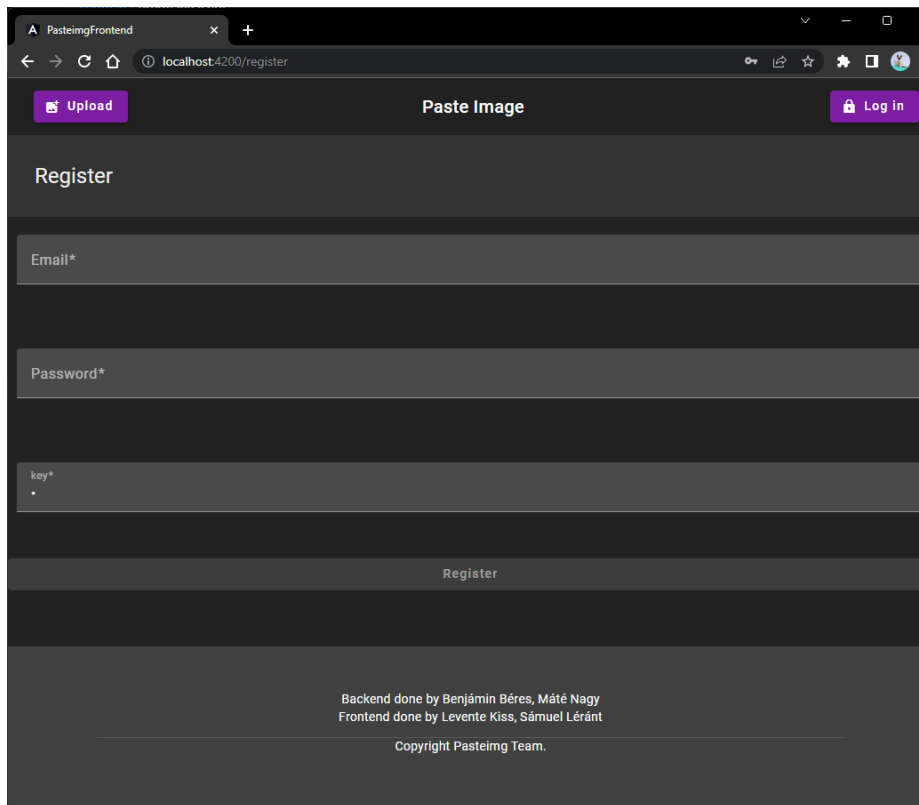 PasteimgFrontend
localhost:4200/register
Upload
Paste Image
Log in
Register
Email*
Password*
key*
•
Register
Backend done by Benjámin Béres, Máté Nagy
Frontend done by Levente Kiss, Sámuel Léránt
Copyright Pasteimg Team.